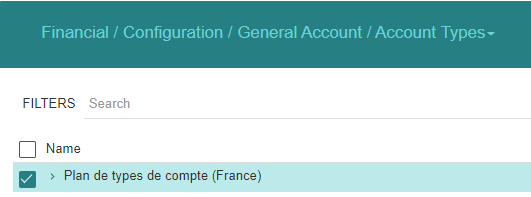 Financial / Configuration / General Account / Account Types
FILTERS Search
Name
Plan de types de compte (France)